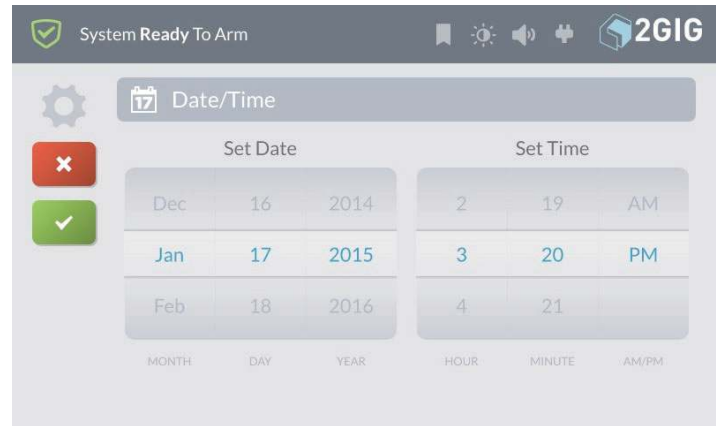 System Ready To Arm
2GIG
17 Date/Time
Set Date Set Time
Dec 16 2014 2 19 AM
Jan 17 2015 3 20 PM
Feb 18 2016 4 21
MONTH DAY YEAR HOUR MINUTE AM/PM